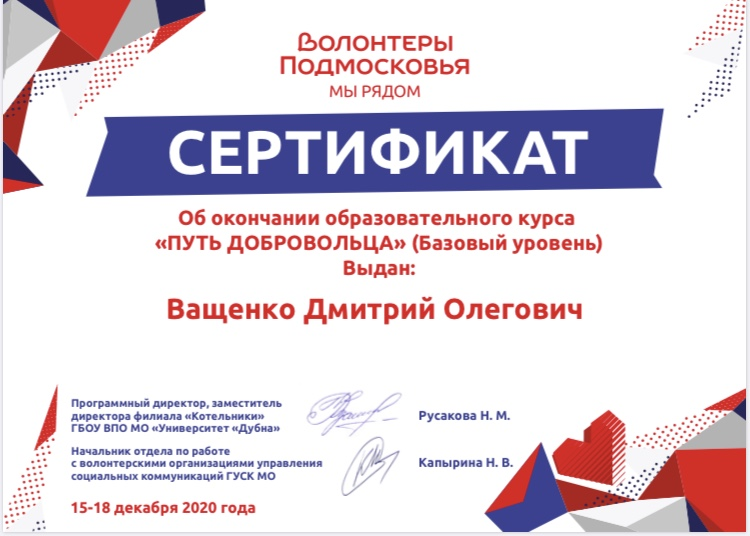 ВОЛОНТЕРЫ
ПОДМОСКОВЬЯ
МЫ РЯДОМ
СЕРТИФИКАТ
Об окончании образовательного курса
«ПУТЬ ДОБРОВОЛЬЦА» (Базовый уровень)
Выдан:
Ващенко Дмитрий Олегович
Программный директор, заместитель
директора филиала «Котельники»
ГБОУ ВПО МО «Университет «Дубна»
Русакова Н. М.
Начальник отдела по работе
с волонтерскими организациями управления
социальных коммуникаций ГУСК МО
Капырина Н. В.
15-18 декабря 2020 года